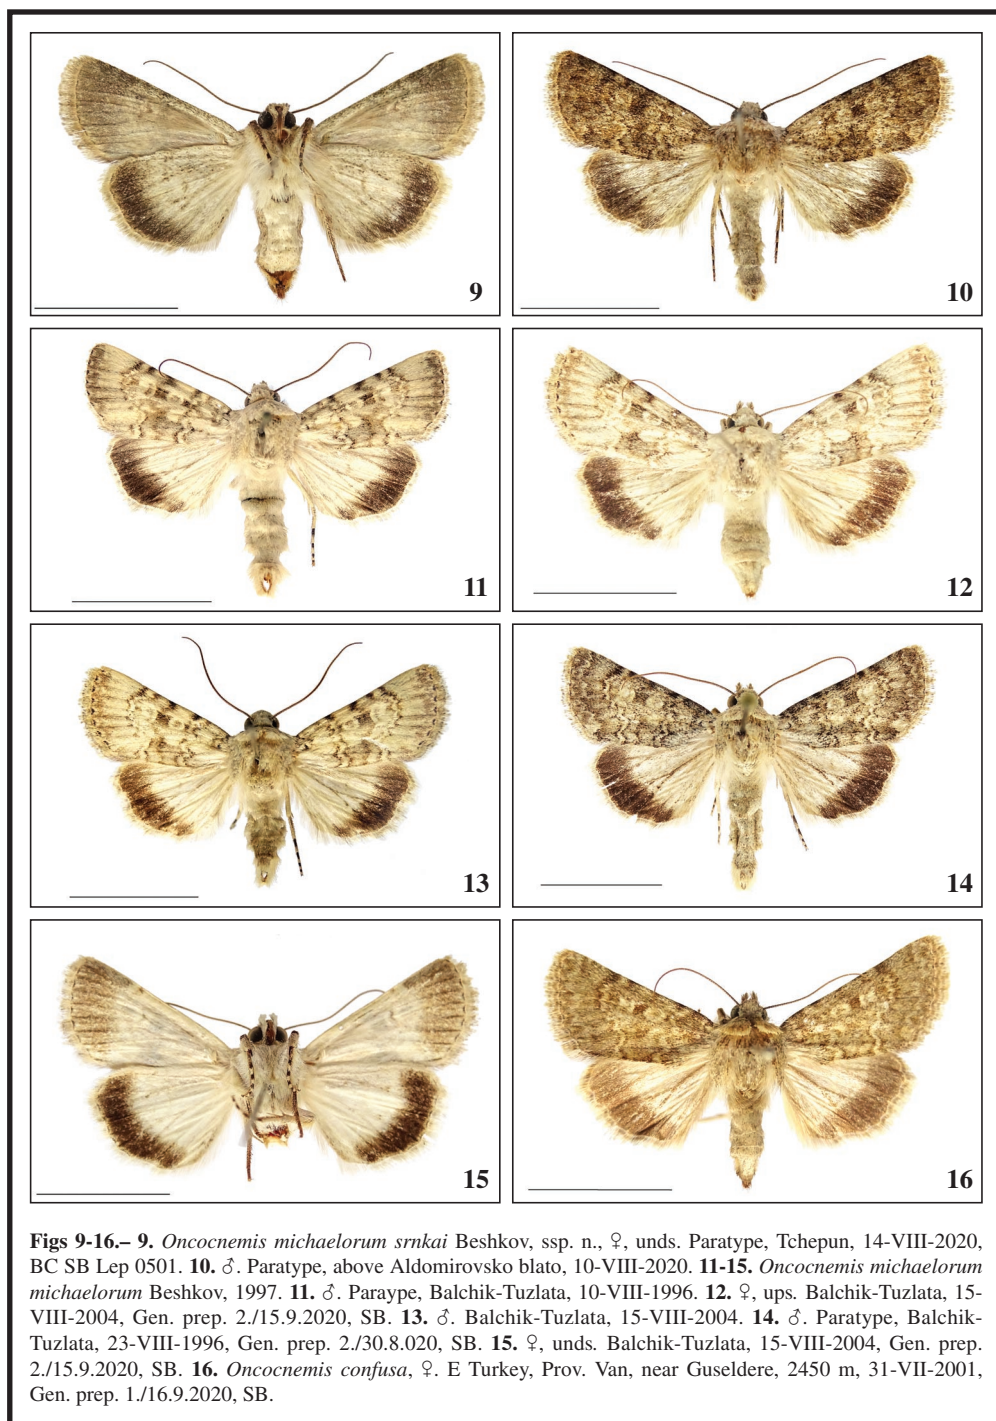 9
10
11
12
13
14
15
16
Figs 9-16.– 9. Oncocnemis michaelorum srnkai Beshkov, ssp. n., ♀, unds. Paratype, Tchepun, 14-VIII-2020,
BC SB Lep 0501. 10. ♂. Paratype, above Aldomirovsko blato, 10-VIII-2020. 11-15. Oncocnemis michaelorum
michaelorum Beshkov, 1997. 11. ♂. Paraype, Balchik-Tuzlata, 10-VIII-1996. 12. ♀, ups. Balchik-Tuzlata, 15-
VIII-2004, Gen. prep. 2./15.9.2020, SB. 13. ♂. Balchik-Tuzlata, 15-VIII-2004. 14. ♂. Paratype, Balchik-
Tuzlata, 23-VIII-1996, Gen. prep. 2./30.8.020, SB. 15. ♀, unds. Balchik-Tuzlata, 15-VIII-2004, Gen. prep.
2./15.9.2020, SB. 16. Oncocnemis confusa, ♀. E Turkey, Prov. Van, near Guseldere, 2450 m, 31-VII-2001,
Gen. prep. 1./16.9.2020, SB.